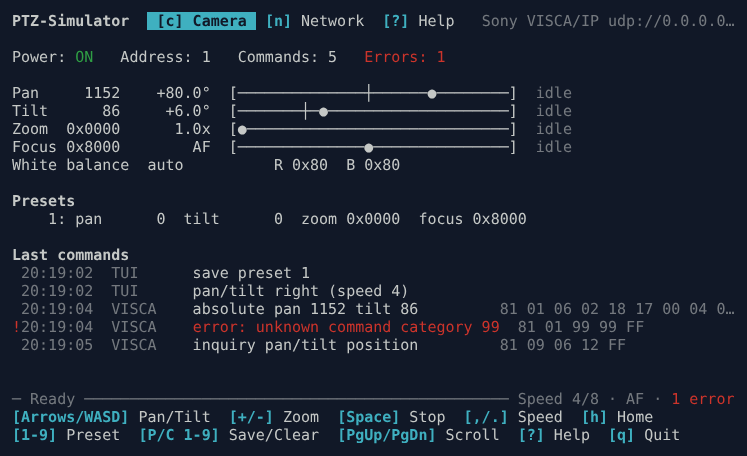 PTZ-Simulator [c] Camera [n] Network [?] Help Sony VISCA/IP udp://0.0.0.0…
Power: ON Address: 1 Commands: 5 Errors: 1
Pan 1152 +80.0° [ ] idle
Tilt 86 +6.0° [ ] idle
Zoom 0x0000 1.0x [ ] idle
Focus 0x8000 AF [ ] idle
White balance auto R 0x80 B 0x80
Presets
1: pan 0 tilt 0 zoom 0x0000 focus 0x8000
Last commands
20:19:02 TUI save preset 1
20:19:02 TUI pan/tilt right (speed 4)
20:19:04 VISCA absolute pan 1152 tilt 86 81 01 06 02 18 17 00 04 0…
!20:19:04 VISCA error: unknown command category 99 81 01 99 99 FF
20:19:05 VISCA inquiry pan/tilt position 81 09 06 12 FF
Ready Speed 4/8 · AF · 1 error
[Arrows/WASD] Pan/Tilt [+/-] Zoom [Space] Stop [,/.] Speed [h] Home
[1-9] Preset [P/C 1-9] Save/Clear [PgUp/PgDn] Scroll [?] Help [q] Quit